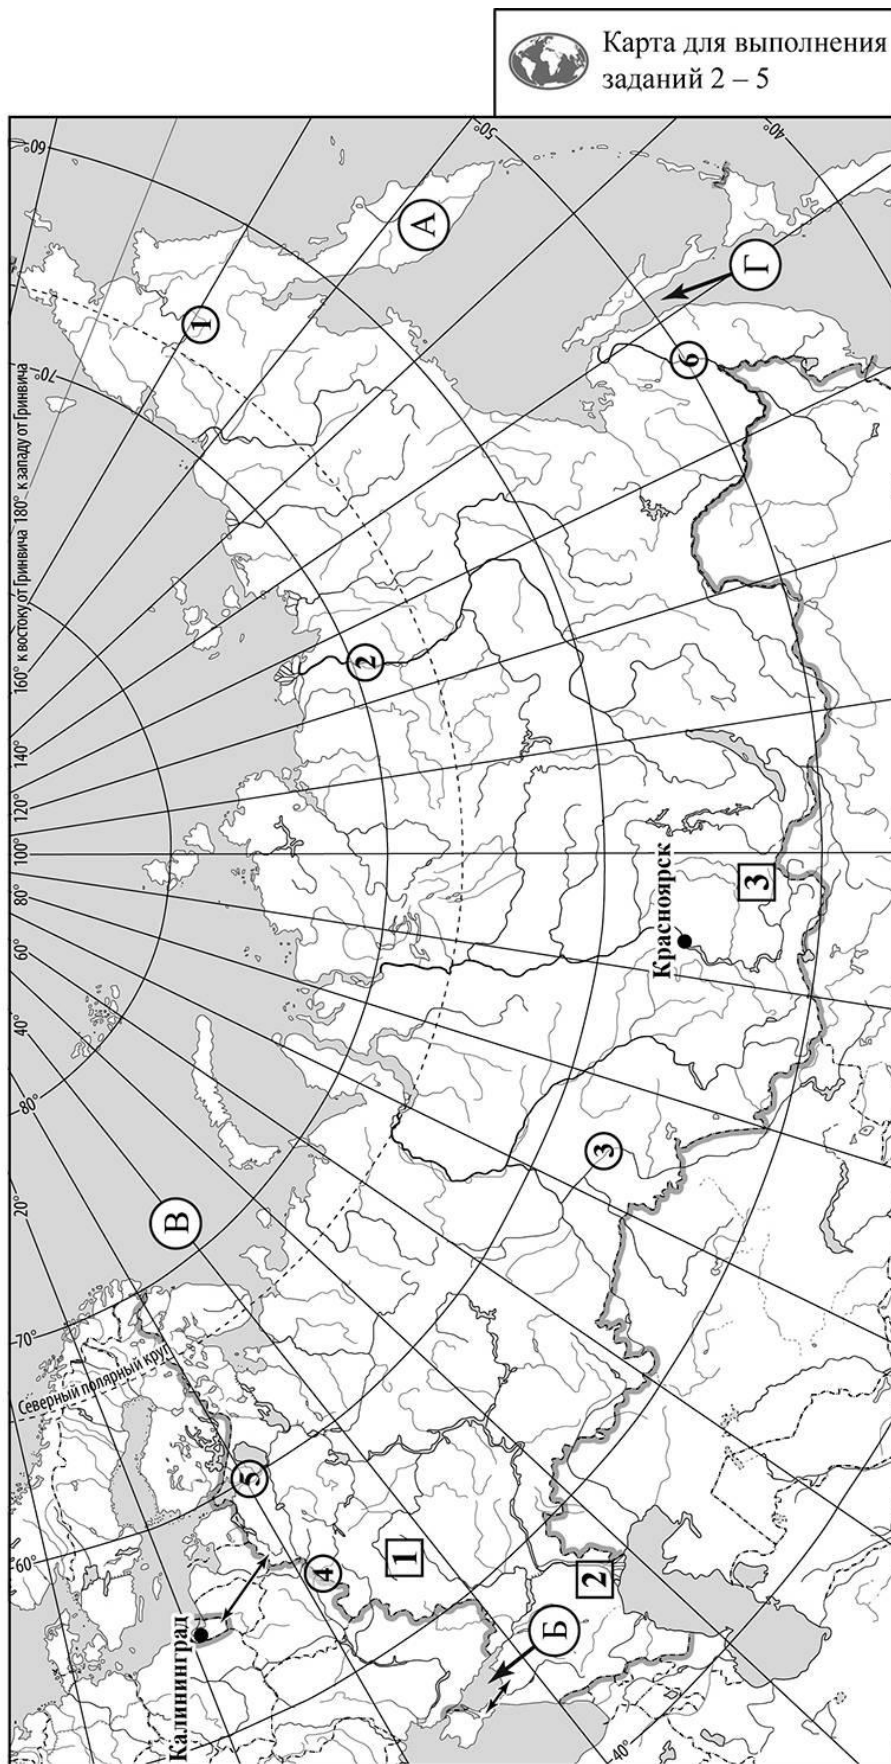 Карта для выполнения
заданий 2 – 5
160° к востоку от Гринвича 180° к западу от Гринвича
140°
120°
100°
80°
60°
40°
20°
80°
70°
60°
60°
70°
50°
40°
40°
Северный полярный круг
Калининград
Красноярск
А
Б
В
Г
1
2
3
4
5
6
1
2
3